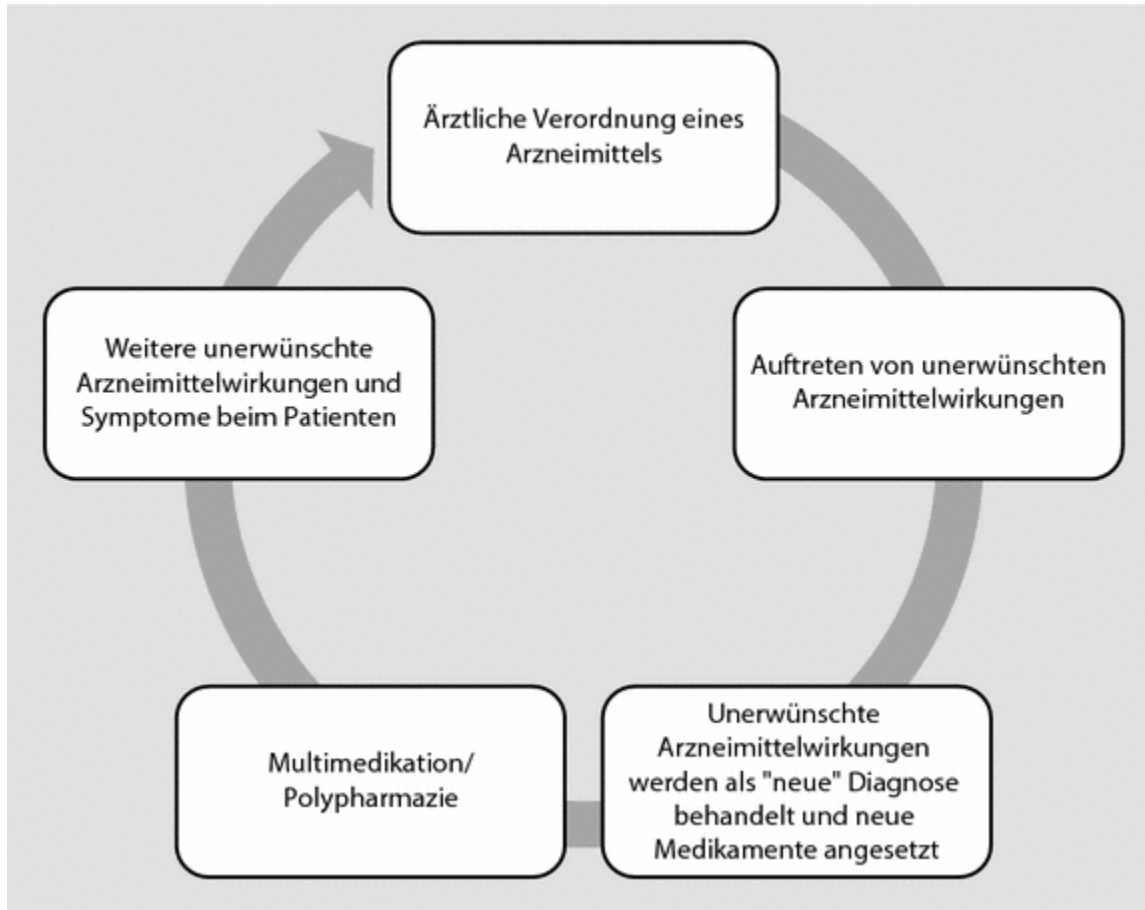 Ärztliche Verordnung eines
Arzneimittels
Auftreten von unerwünschten
Arzneimittelwirkungen
Unerwünschte
Arzneimittelwirkungen
werden als "neue" Diagnose
behandelt und neue
Medikamente angesetzt
Multimedikation/
Polypharmazie
Weitere unerwünschte
Arzneimittelwirkungen und
Symptome beim Patienten